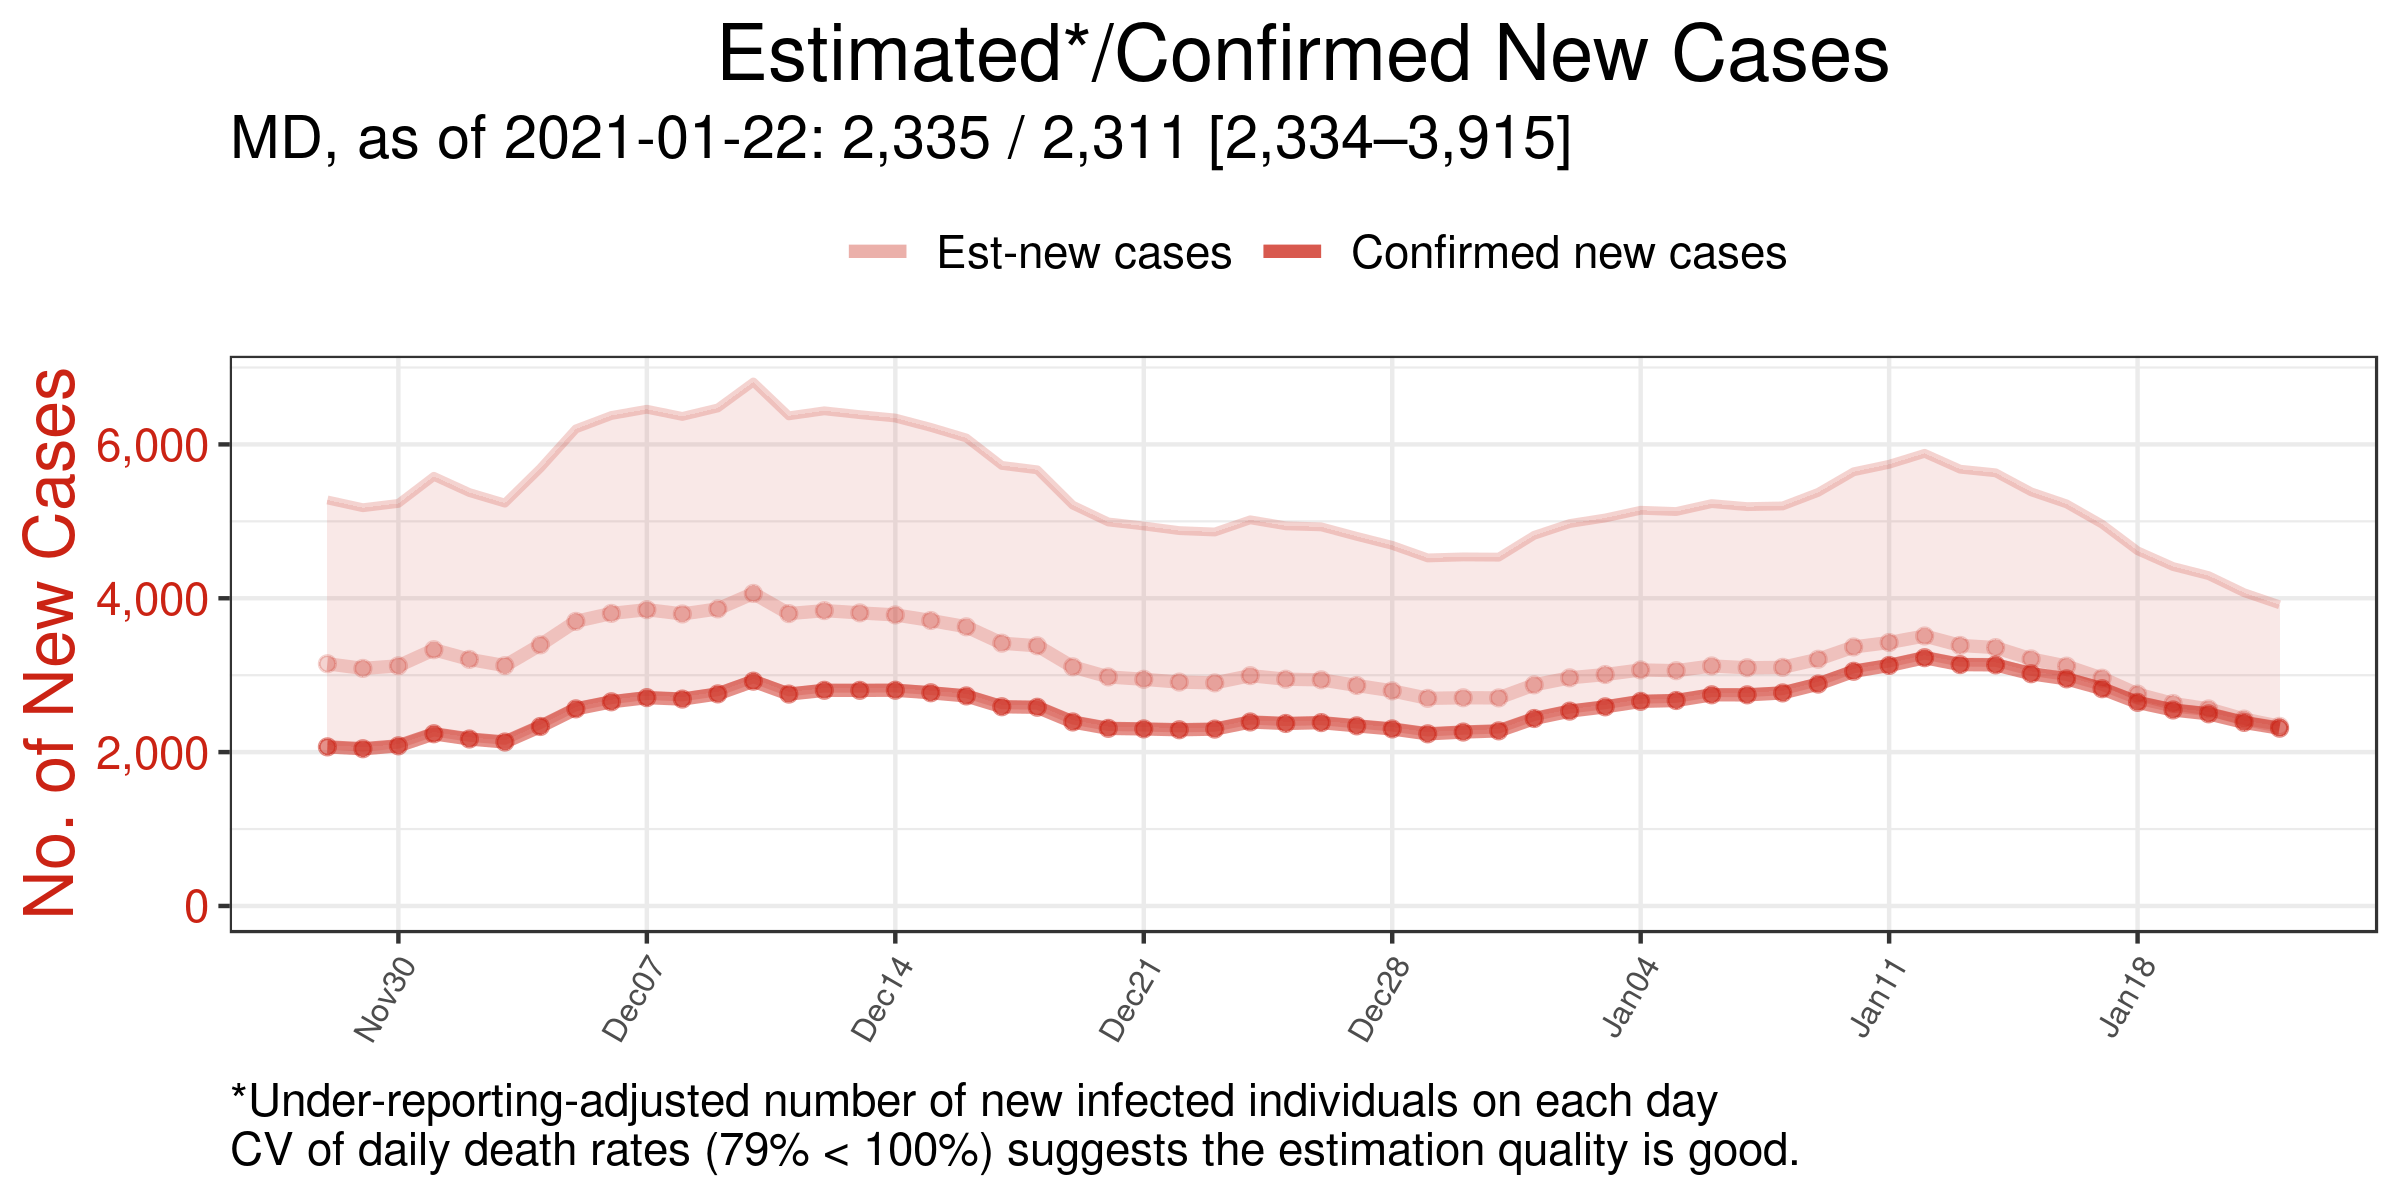 Estimated*/Confirmed New Cases
MD, as of 2021-01-22: 2,335 / 2,311 [2,334–3,915]
Est-new cases Confirmed new cases
No. of New Cases
6,000
4,000
2,000
0
Nov30 Dec07 Dec14 Dec21 Dec28 Jan04 Jan11 Jan18
*Under-reporting-adjusted number of new infected individuals on each day
CV of daily death rates (79% < 100%) suggests the estimation quality is good.